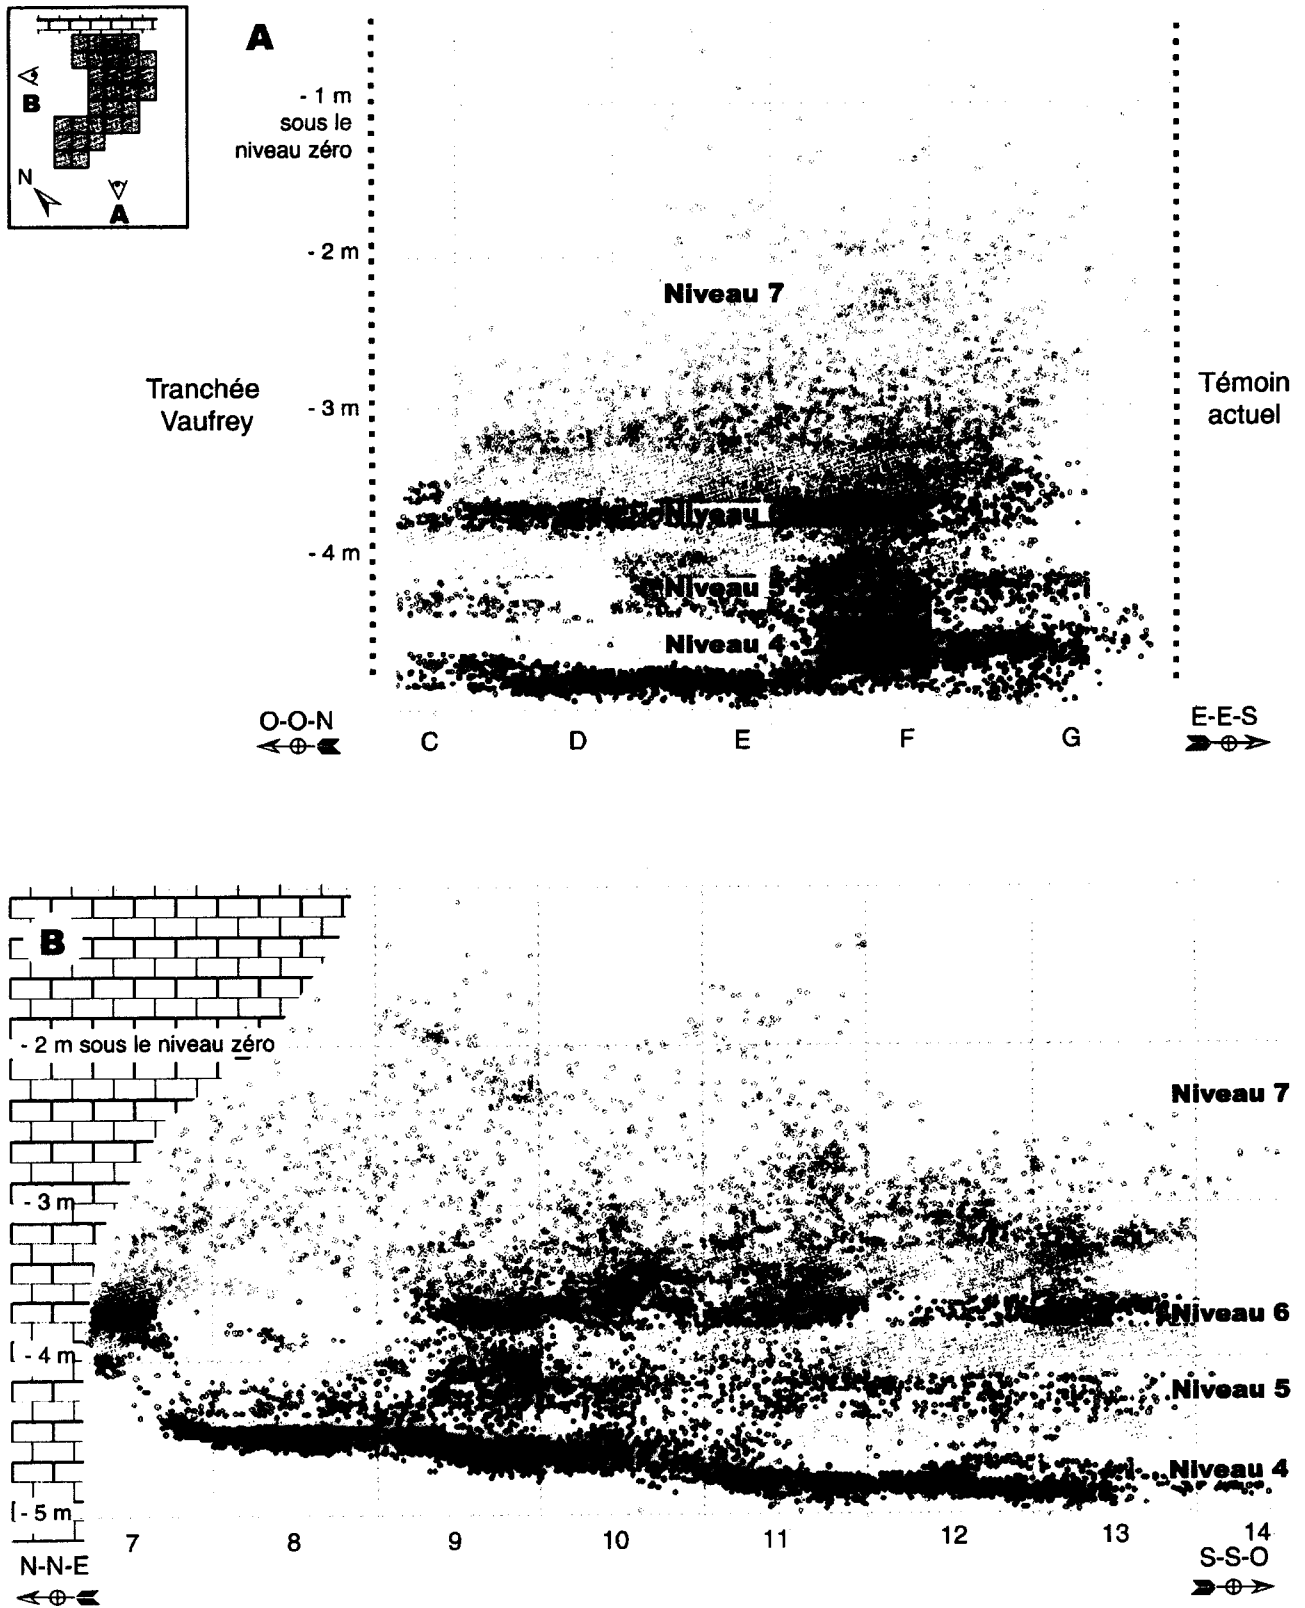 B
N
A
A
- 1 m
sous le
niveau zéro
- 2 m
Niveau 7
Tranchée
Vaufrey
- 3 m
Témoin
actuel
Niveau
- 4 m
Niveau 5
Niveau 4
O-O-N
E-E-S
C D E F G
B
- 2 m sous le niveau zéro
Niveau 7
- 3 m
Niveau 6
- 4 m
Niveau 5
Niveau 4
- 5 m
7 8 9 10 11 12 13 14
N-N-E
S-S-O